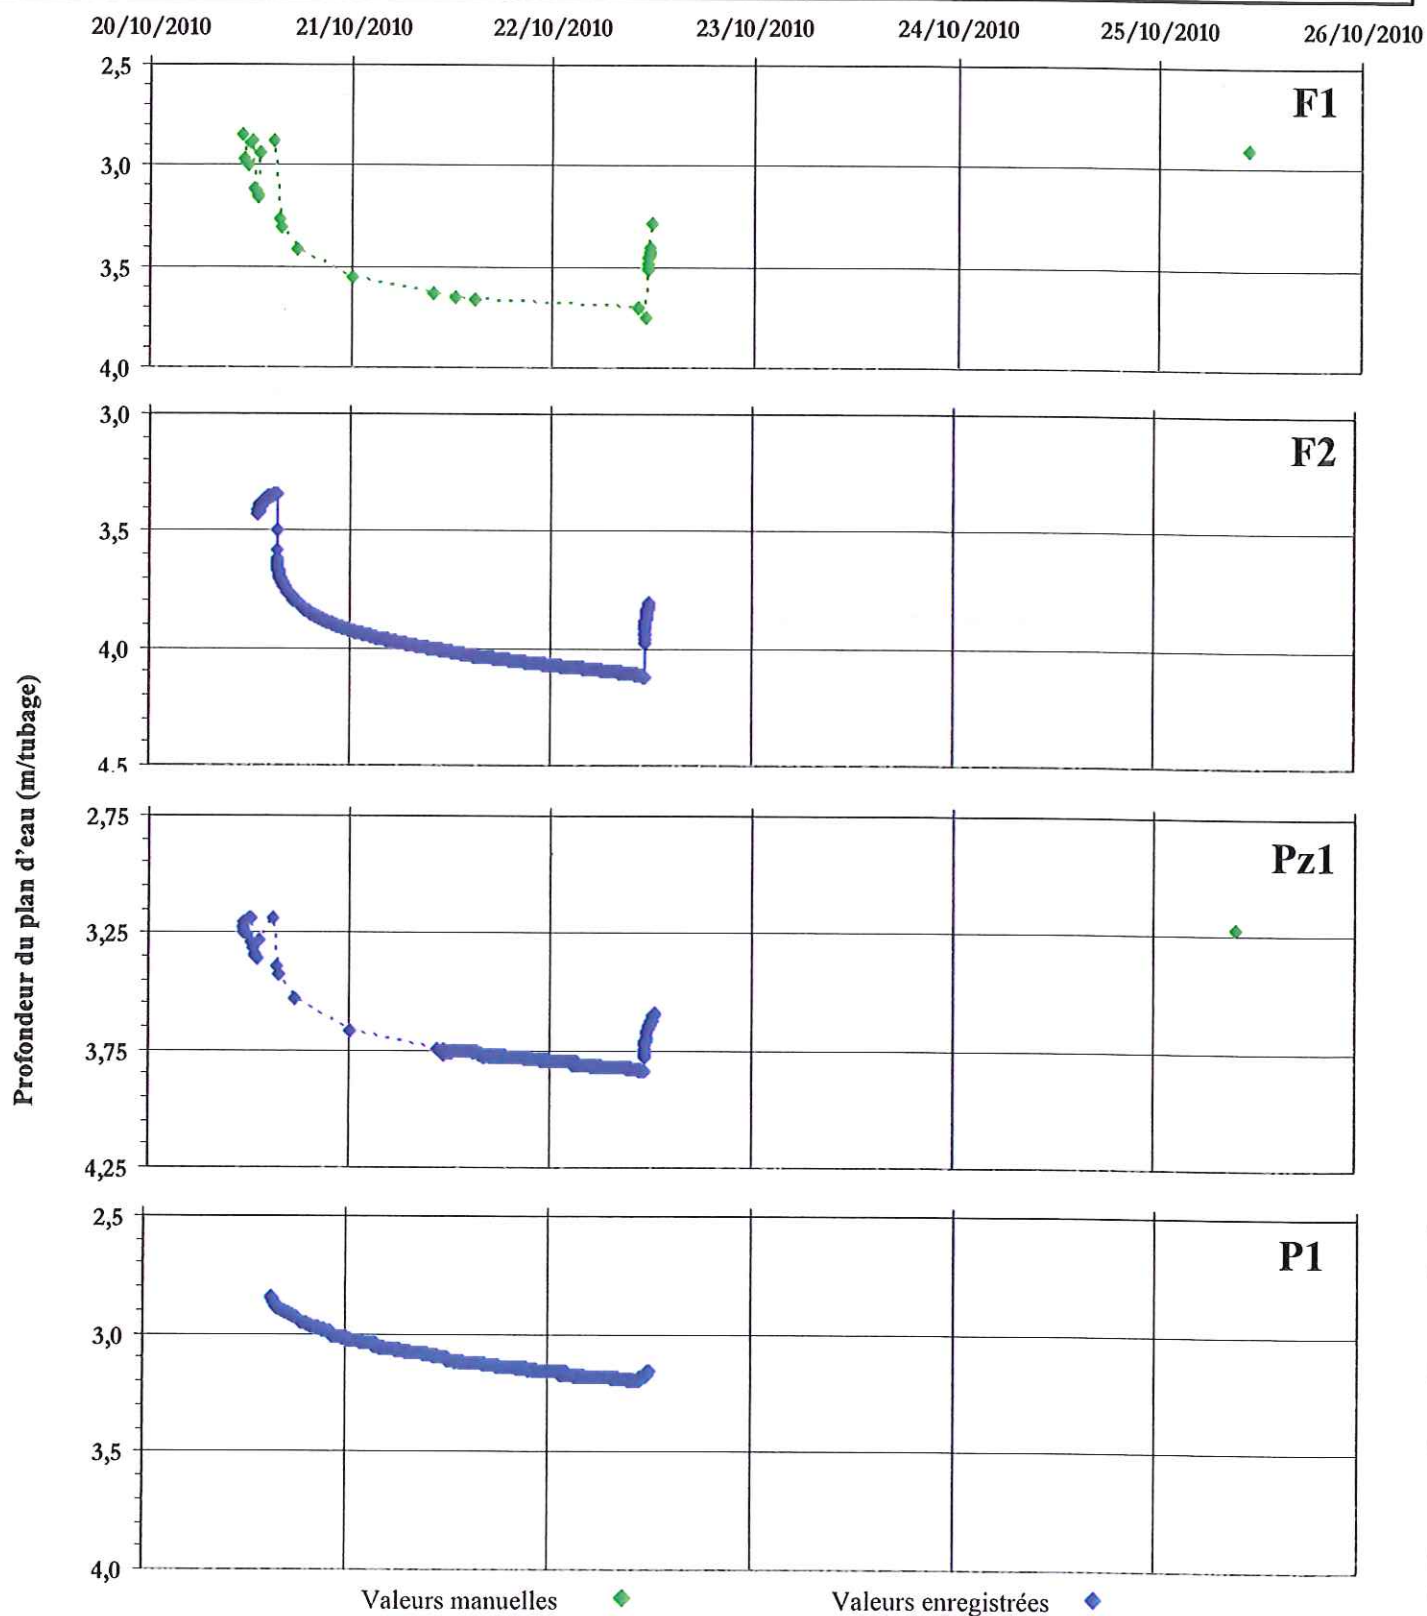 20/10/2010 21/10/2010 22/10/2010 23/10/2010 24/10/2010 25/10/2010 26/10/2010
2,5
F1
3,0
3,5
4,0
3,0
F2
3,5
4,0
4.5
Profondeur du plan d'eau (m/tubage)
2,75
Pz1
3,25
3,75
4,25
2,5
P1
3,0
3,5
4,0
Valeurs manuelles Valeurs enregistrées